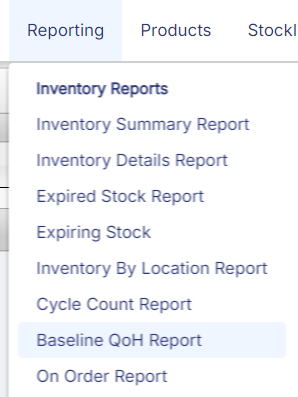 Reporting Products
Inventory Reports
Inventory Summary Report
Inventory Details Report
Expired Stock Report
Expiring Stock
Inventory By Location Report
Cycle Count Report
Baseline QoH Report
On Order Report